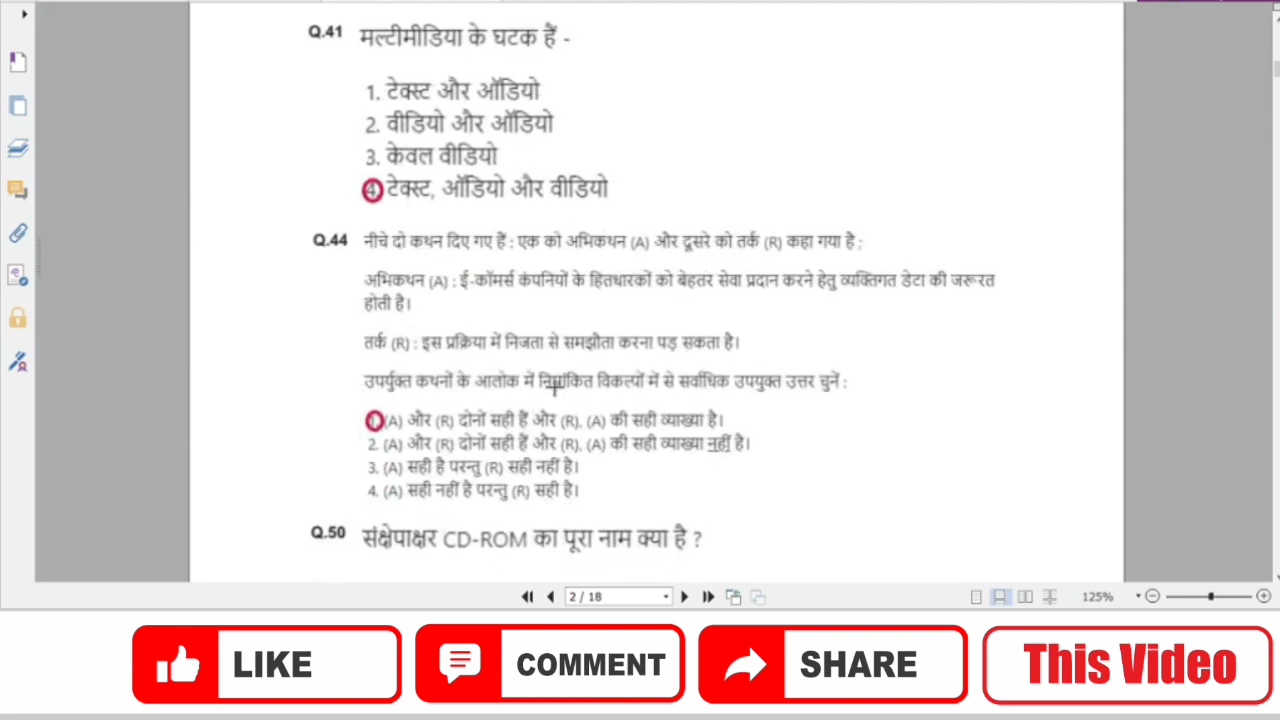 Q.41 मल्टीमीडिया के घटक हैं -
1. टेक्स्ट और ऑडियो
2. वीडियो और ऑडियो
3. केवल वीडियो
4. टेक्स्ट, ऑडियो और वीडियो
Q.44 नीचे दो कथन दिए गए हैं : एक को अभिकथन (A) और दूसरे को तर्क (R) कहा गया है ;
अभिकथन (A) : ई-कॉमर्स कंपनियों के हितधारकों को बेहतर सेवा प्रदान करने हेतु व्यक्तिगत डेटा की जरूरत
होती है।
तर्क (R) : इस प्रक्रिया में निजता से समझौता करना पड़ सकता है।
उपर्युक्त कथनों के आलोक में निम्नांकित विकल्पों में से सर्वाधिक उपयुक्त उत्तर चुनें :
1. (A) और (R) दोनों सही हैं और (R), (A) की सही व्याख्या है।
2. (A) और (R) दोनों सही हैं और (R), (A) की सही व्याख्या नहीं है।
3. (A) सही है परन्तु (R) सही नहीं है।
4. (A) सही नहीं है परन्तु (R) सही है।
Q.50 संक्षेपाक्षर CD-ROM का पूरा नाम क्या है ?
2 / 18
125%
LIKE
COMMENT
SHARE
This Video